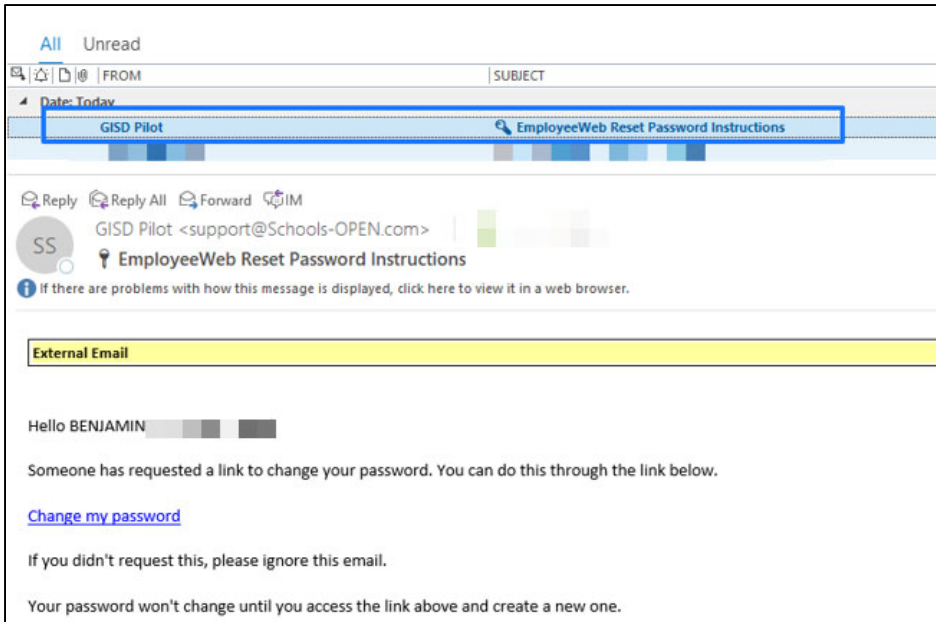 All Unread
FROM SUBJECT
Date: Today
GISD Pilot EmployeeWeb Reset Password Instructions
Reply Reply All Forward IM
GISD Pilot <support@Schools-OPEN.com>
SS
EmployeeWeb Reset Password Instructions
If there are problems with how this message is displayed, click here to view it in a web browser.
External Email
Hello BENJAMIN
Someone has requested a link to change your password. You can do this through the link below.
Change my password
If you didn't request this, please ignore this email.
Your password won't change until you access the link above and create a new one.